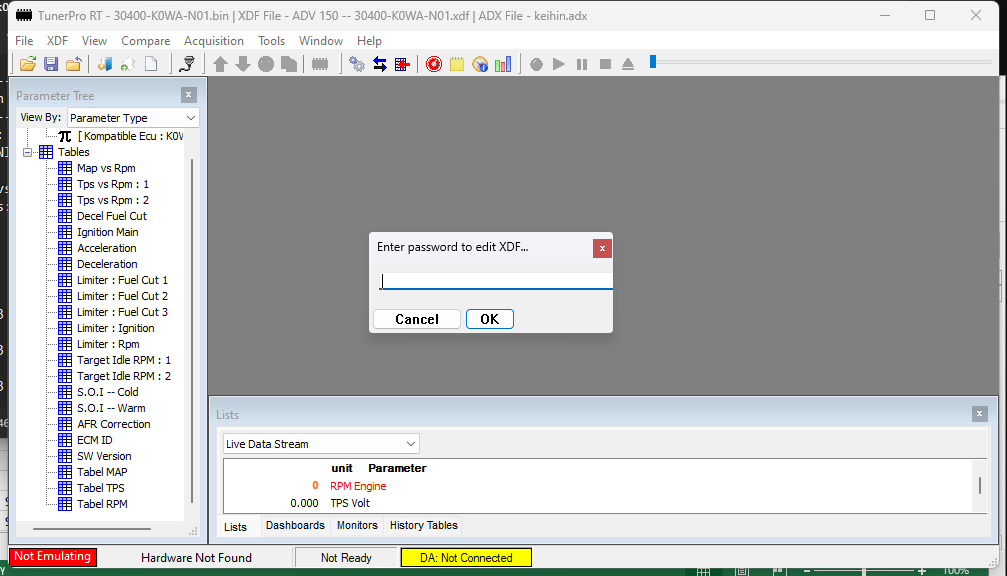 TunerPro RT - 30400-K0WA-N01.bin | XDF File - ADV 150 -- 30400-K0WA-N01.xdf | ADX File - keihin.adx
File XDF View Compare Acquisition Tools Window Help
Parameter Tree
View By: Parameter Type
[ Kompatible Ecu : K0W
Tables
Map vs Rpm
Tps vs Rpm : 1
Tps vs Rpm : 2
Decel Fuel Cut
Ignition Main
Acceleration
Deceleration
Limiter : Fuel Cut 1
Limiter : Fuel Cut 2
Limiter : Fuel Cut 3
Limiter : Ignition
Limiter : Rpm
Target Idle RPM : 1
Target Idle RPM : 2
S.O.I -- Cold
S.O.I -- Warm
AFR Correction
ECM ID
SW Version
Tabel MAP
Tabel TPS
Tabel RPM
Enter password to edit XDF...
Cancel OK
Lists
Live Data Stream
unit Parameter
0 RPM Engine
0.000 TPS Volt
Lists Dashboards Monitors History Tables
Not Emulating Hardware Not Found Not Ready DA: Not Connected
100%